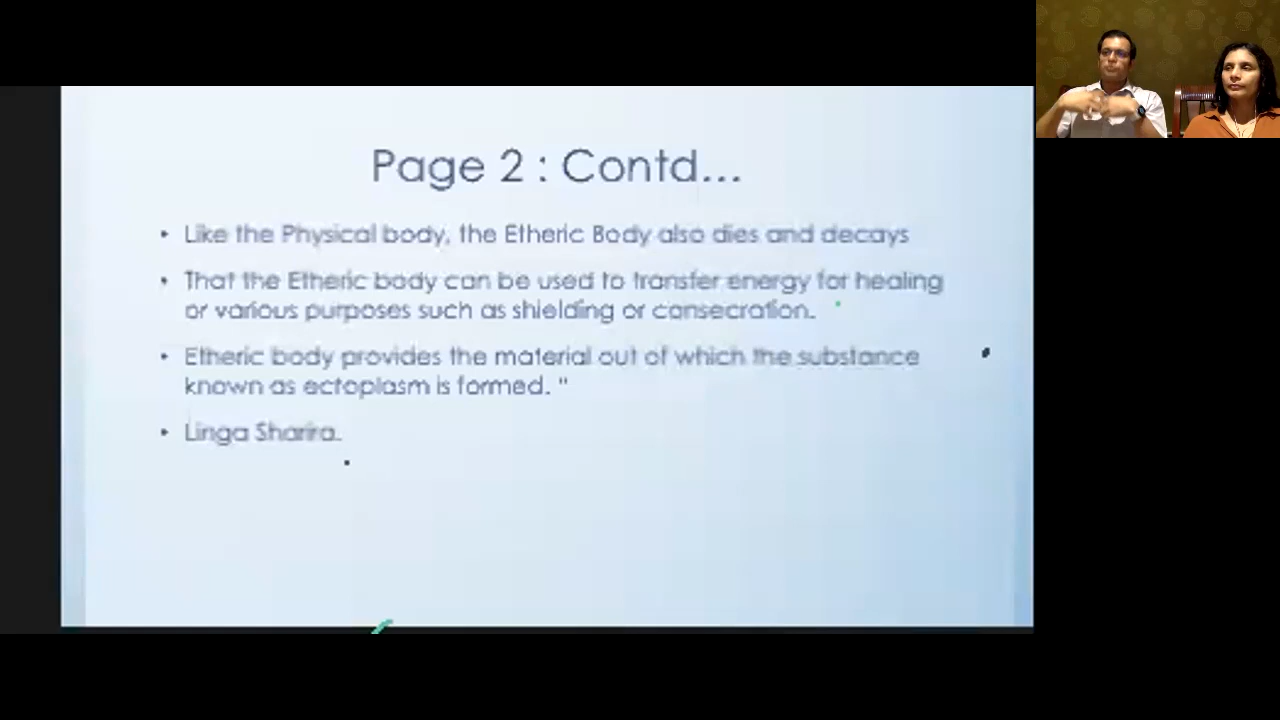 Page 2 : Contd...
• Like the Physical body, the Etheric Body also dies and decays
• That the Etheric body can be used to transfer energy for healing
or various purposes such as shielding or consecration.
• Etheric body provides the material out of which the substance
known as ectoplasm is formed. "
• Linga Sharira.